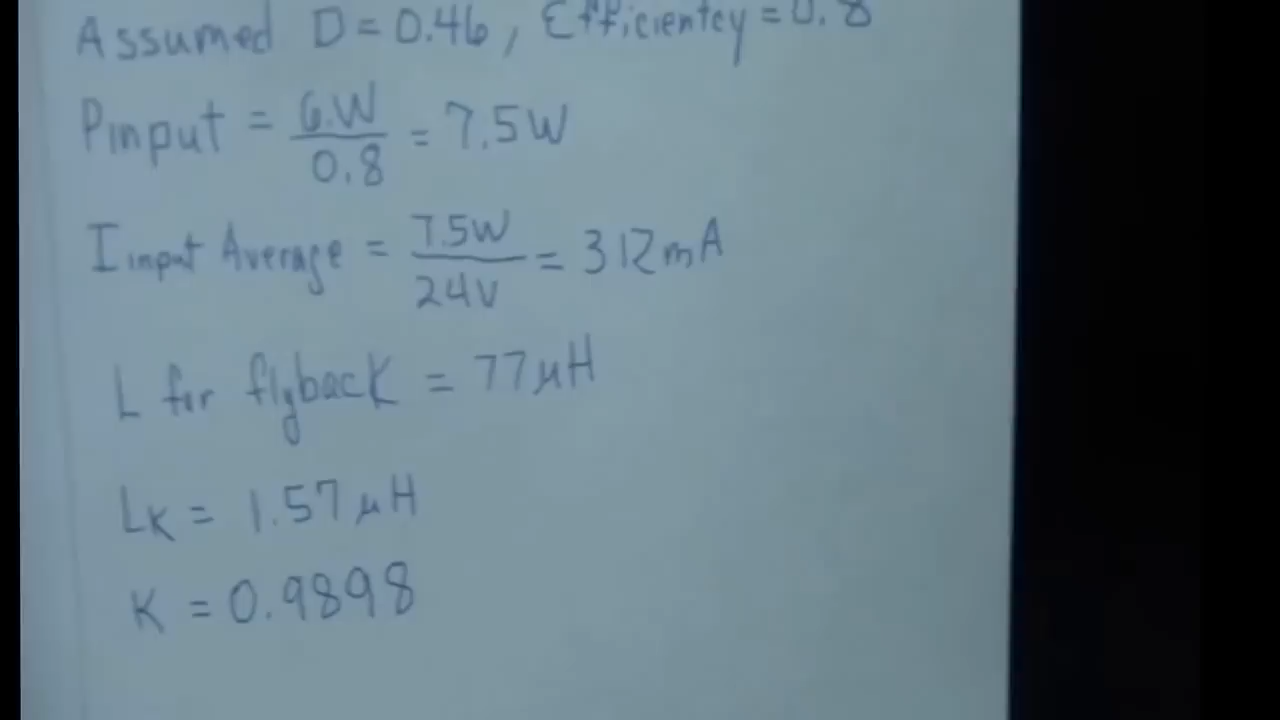 Assumed D = 0.46, Efficientcy = 0.8
Pinput = 6.W / 0.8 = 7.5W
I input Average = 7.5W / 24V = 312mA
L for flyback = 77μH
LK = 1.57μH
K = 0.9898